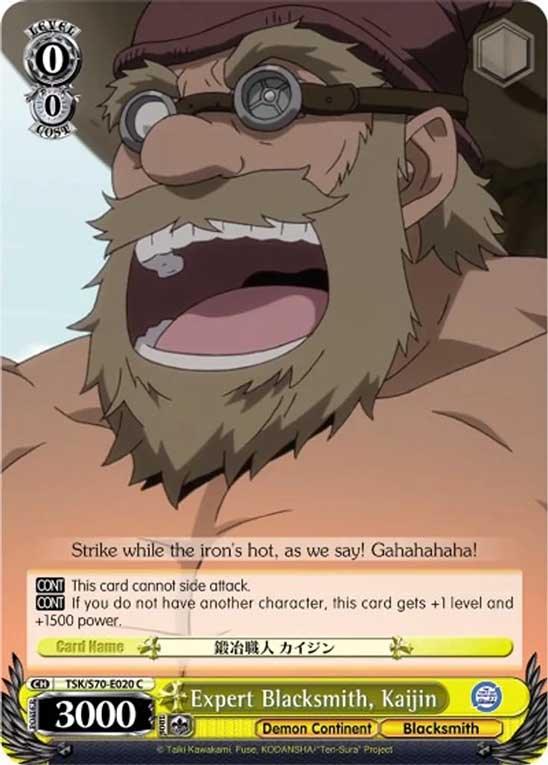 LEVEL
0
0
COST
Strike while the iron's hot, as we say! Gahahahaha!
CONT This card cannot side attack.
CONT If you do not have another character, this card gets +1 level and
+1500 power.
Card Name 鍛冶職人 カイジン
CH TSK/S70-E020 C
Expert Blacksmith, Kaijin
POWER 3000 SOUL
Demon Continent Blacksmith
© Taiki Kawakami, Fuse, KODANSHA/"Ten-Sura" Project